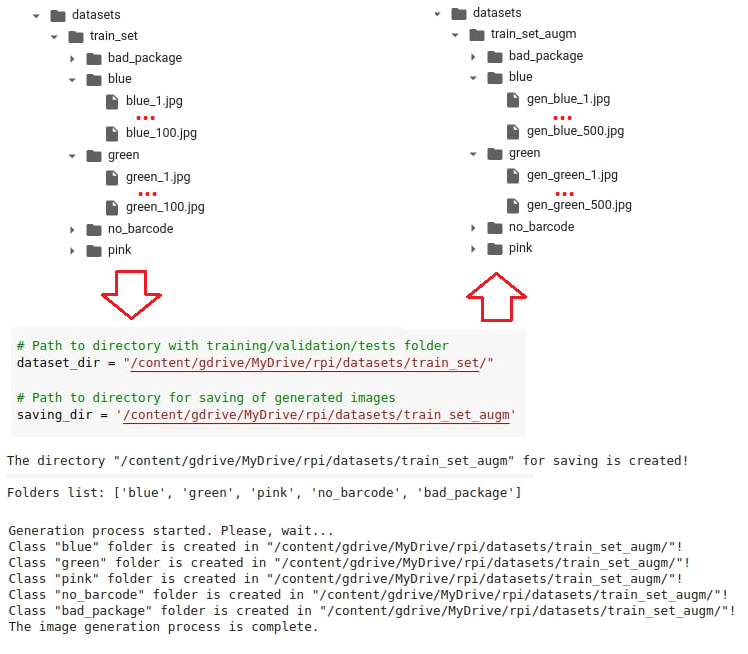 datasets
train_set
bad_package
blue
blue_1.jpg
blue_100.jpg
green
green_1.jpg
green_100.jpg
no_barcode
pink
datasets
train_set_augm
bad_package
blue
gen_blue_1.jpg
gen_blue_500.jpg
green
gen_green_1.jpg
gen_green_500.jpg
no_barcode
pink
# Path to directory with training/validation/tests folder
dataset_dir = "/content/gdrive/MyDrive/rpi/datasets/train_set/"
# Path to directory for saving of generated images
saving_dir = '/content/gdrive/MyDrive/rpi/datasets/train_set_augm'
The directory "/content/gdrive/MyDrive/rpi/datasets/train_set_augm" for saving is created!
Folders list: ['blue', 'green', 'pink', 'no_barcode', 'bad_package']
Generation process started. Please, wait...
Class "blue" folder is created in "/content/gdrive/MyDrive/rpi/datasets/train_set_augm/"!
Class "green" folder is created in "/content/gdrive/MyDrive/rpi/datasets/train_set_augm/"!
Class "pink" folder is created in "/content/gdrive/MyDrive/rpi/datasets/train_set_augm/"!
Class "no_barcode" folder is created in "/content/gdrive/MyDrive/rpi/datasets/train_set_augm/"!
Class "bad_package" folder is created in "/content/gdrive/MyDrive/rpi/datasets/train_set_augm/"!
The image generation process is complete.